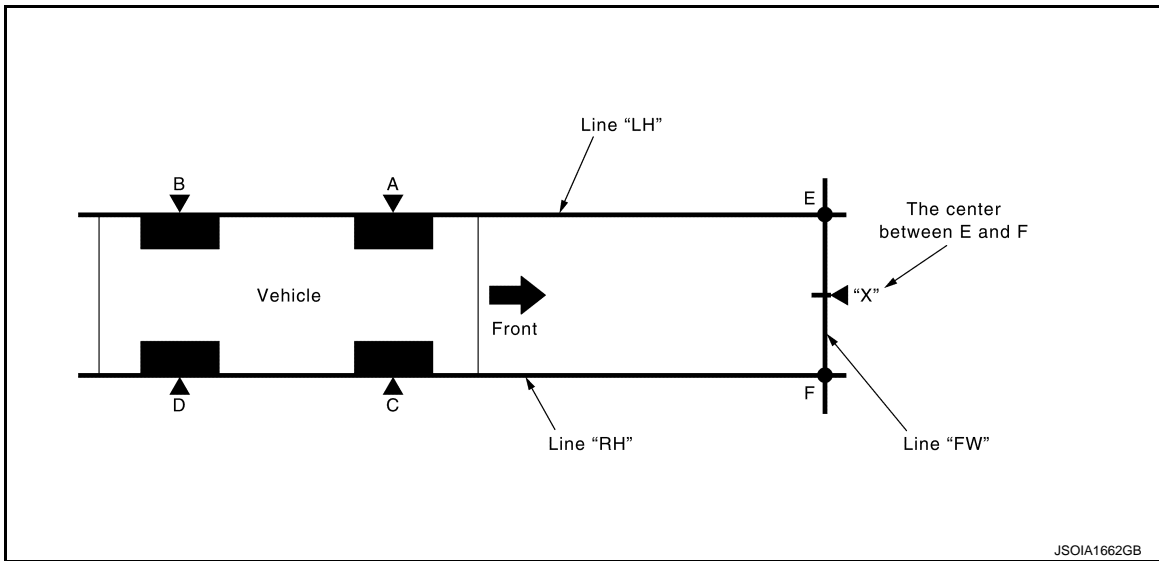 Line “LH”
B
A
E
The center
between E and F
Vehicle
“X”
Front
D
C
F
Line “RH”
Line “FW”
JSOIA1662GB